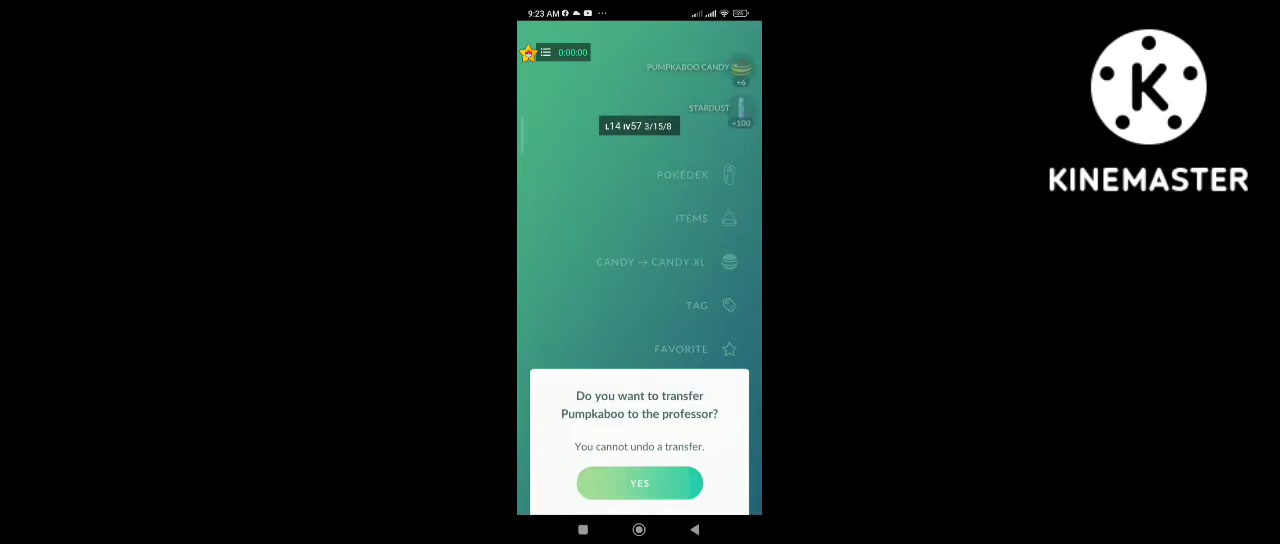 9:23 AM
0:00:00
PUMPKABOO CANDY
+6
STARDUST
+100
L14 IV57 3/15/8
POKÉDEX
ITEMS
CANDY → CANDY XL
TAG
FAVORITE
Do you want to transfer
Pumpkaboo to the professor?
You cannot undo a transfer.
YES
K
KINEMASTER